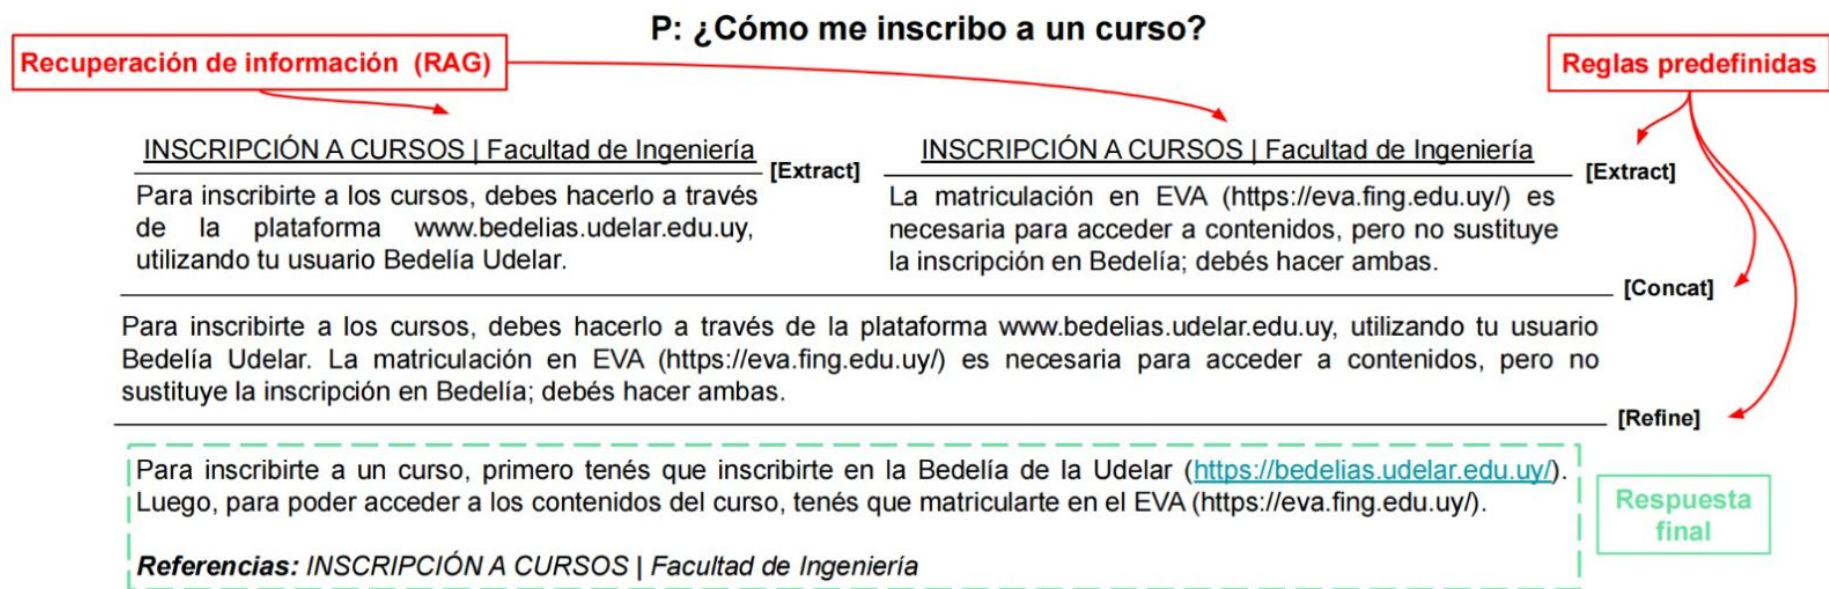 P: ¿Cómo me inscribo a un curso?
Recuperación de información (RAG)
Reglas predefinidas
INSCRIPCIÓN A CURSOS | Facultad de Ingeniería
[Extract]
Para inscribirte a los cursos, debes hacerlo a través
de la plataforma www.bedelias.udelar.edu.uy,
utilizando tu usuario Bedelía Udelar.
INSCRIPCIÓN A CURSOS | Facultad de Ingeniería
[Extract]
La matriculación en EVA (https://eva.fing.edu.uy/) es
necesaria para acceder a contenidos, pero no sustituye
la inscripción en Bedelía; debés hacer ambas.
[Concat]
Para inscribirte a los cursos, debes hacerlo a través de la plataforma www.bedelias.udelar.edu.uy, utilizando tu usuario
Bedelía Udelar. La matriculación en EVA (https://eva.fing.edu.uy/) es necesaria para acceder a contenidos, pero no
sustituye la inscripción en Bedelía; debés hacer ambas.
[Refine]
Para inscribirte a un curso, primero tenés que inscribirte en la Bedelía de la Udelar (https://bedelias.udelar.edu.uy/).
Luego, para poder acceder a los contenidos del curso, tenés que matricularte en el EVA (https://eva.fing.edu.uy/).
Referencias: INSCRIPCIÓN A CURSOS | Facultad de Ingeniería
Respuesta
final